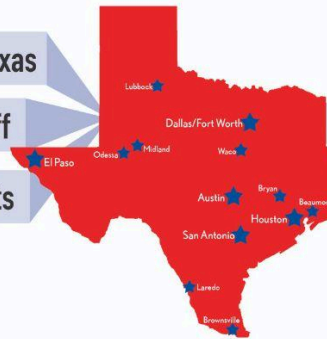 xas
ff
ts
Lubbock
Dallas/Fort Worth
Odessa
Midland
Waco
El Paso
Austin
Bryan
Beaumo
Houston
San Antonio
Laredo
Brownsville